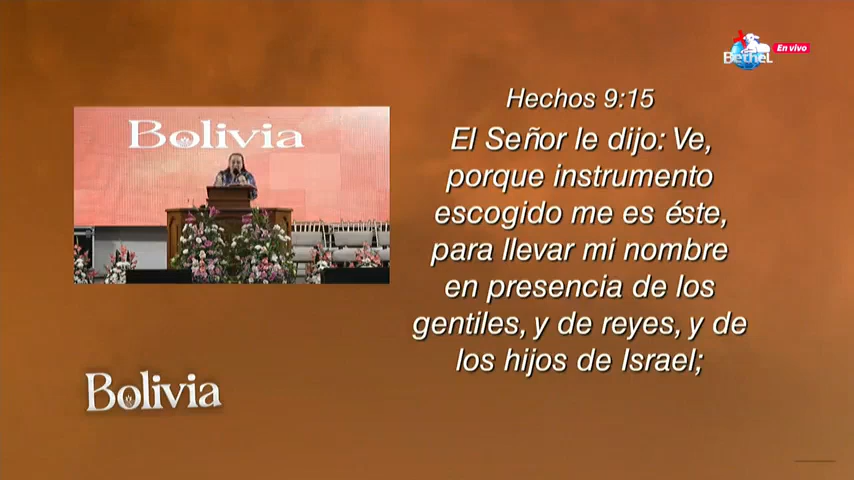 BetheL
En vivo
Hechos 9:15
El Señor le dijo: Ve,
porque instrumento
escogido me es éste,
para llevar mi nombre
en presencia de los
gentiles, y de reyes, y de
los hijos de Israel;
Bolivia
Bolivia